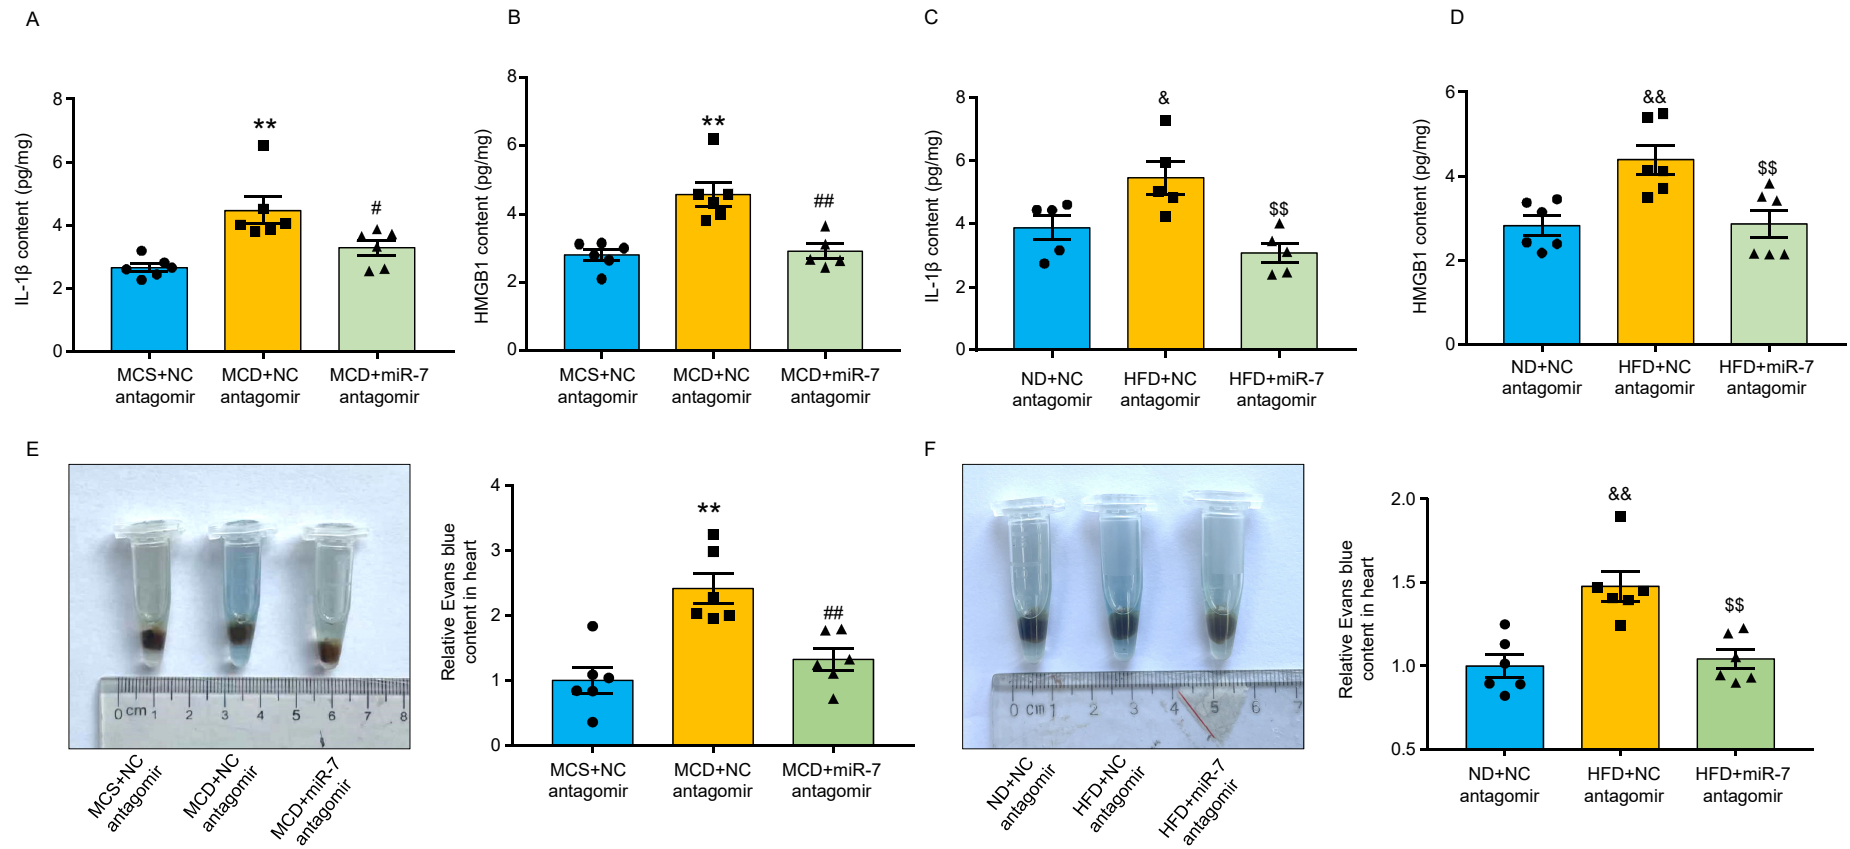 A
B
C
D
IL-1β content (pg/mg)
8
6
4
2
0
**
#
MCS+NC
antagomir
MCD+NC
antagomir
MCD+miR-7
antagomir
HMGB1 content (pg/mg)
8
6
4
2
0
**
##
MCS+NC
antagomir
MCD+NC
antagomir
MCD+miR-7
antagomir
IL-1β content (pg/mg)
8
6
4
2
0
&
$$
ND+NC
antagomir
HFD+NC
antagomir
HFD+miR-7
antagomir
HMGB1 content (pg/mg)
6
4
2
0
&&
$$
ND+NC
antagomir
HFD+NC
antagomir
HFD+miR-7
antagomir
E
0 cm 1 2 3 4 5 6 7 8
MCS+NC
antagomir
MCD+NC
antagomir
MCD+miR-7
antagomir
Relative Evans blue
content in heart
4
3
2
1
0
**
##
MCS+NC
antagomir
MCD+NC
antagomir
MCD+miR-7
antagomir
F
0 cm 1 2 3 4 5 6 7
ND+NC
antagomir
HFD+NC
antagomir
HFD+miR-7
antagomir
Relative Evans blue
content in heart
2.0
1.5
1.0
0.5
&&
$$
ND+NC
antagomir
HFD+NC
antagomir
HFD+miR-7
antagomir